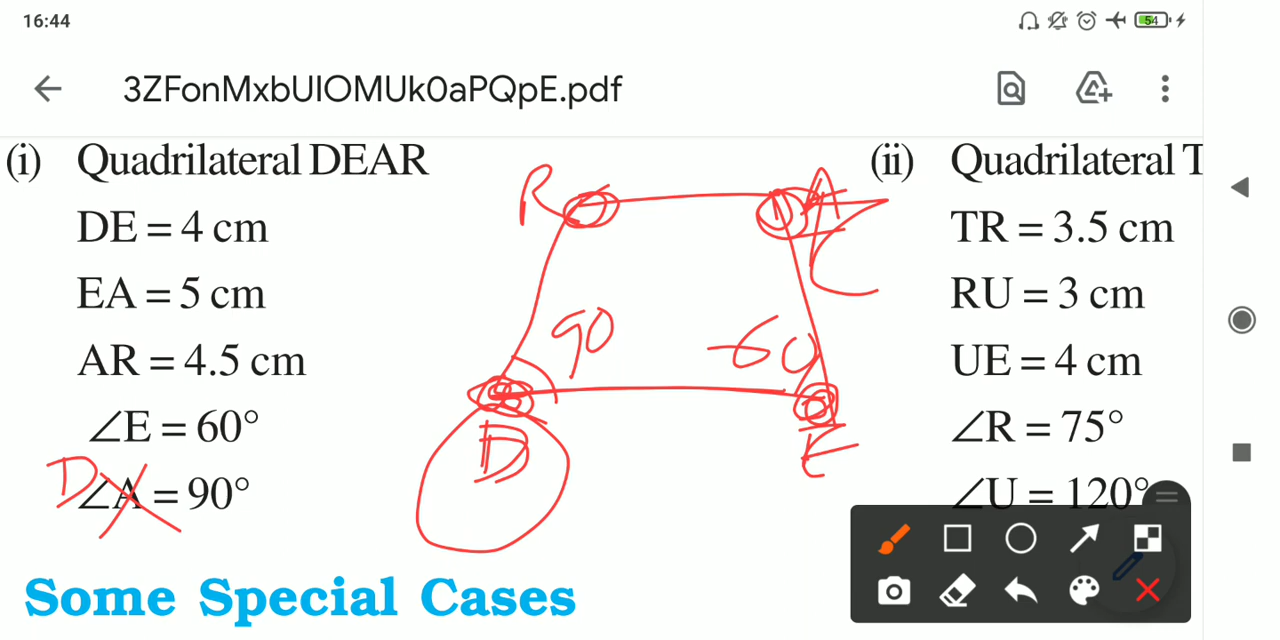 16:44
54
3ZFonMxbUIOMUk0aPQpE.pdf
(i) Quadrilateral DEAR
DE = 4 cm
EA = 5 cm
AR = 4.5 cm
∠E = 60°
∠A = 90°
D
R
A
90
60
D
E
(ii) Quadrilateral T
TR = 3.5 cm
RU = 3 cm
UE = 4 cm
∠R = 75°
∠U = 120°
Some Special Cases